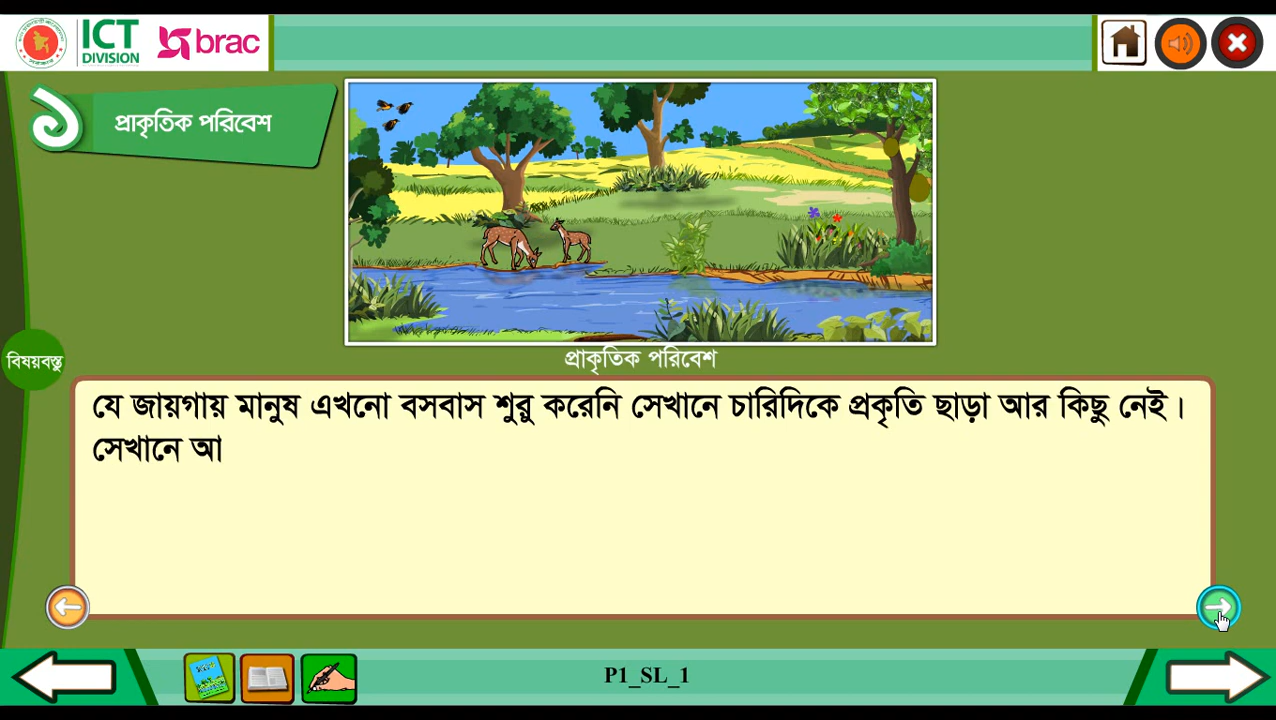 ICT
DIVISION
brac
১
প্রাকৃতিক পরিবেশ
প্রাকৃতিক পরিবেশ
বিষয়বস্তু
যে জায়গায় মানুষ এখনো বসবাস শুরু করেনি সেখানে চারিদিকে প্রকৃতি ছাড়া আর কিছু নেই।
সেখানে আ
P1_SL_1